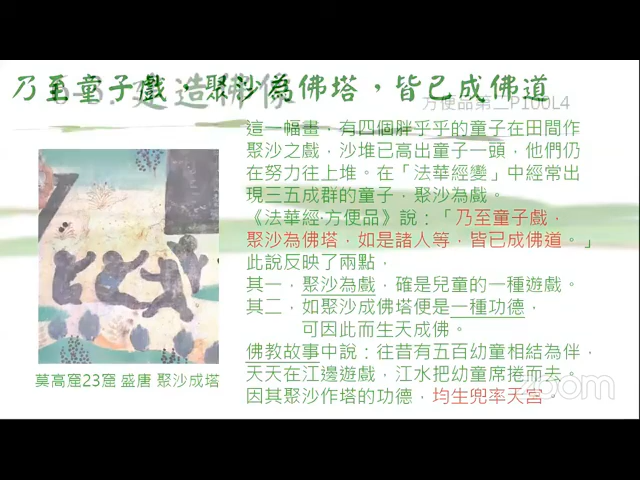 乃至童子戲，聚沙為佛塔，皆已成佛道
方便品第二P100L4
這一幅畫，有四個胖乎乎的童子在田間作
聚沙之戲，沙堆已高出童子一頭，他們仍
在努力往上堆。在「法華經變」中經常出
現三五成群的童子，聚沙為戲。
《法華經·方便品》說：「乃至童子戲，
聚沙為佛塔，如是諸人等，皆已成佛道。」
此說反映了兩點，
其一，聚沙為戲，確是兒童的一種遊戲。
其二，如聚沙成佛塔便是一種功德，
可因此而生天成佛。
佛教故事中說：往昔有五百幼童相結為伴，
天天在江邊遊戲，江水把幼童席捲而去。
因其聚沙作塔的功德，均生兜率天宮。
莫高窟23窟 盛唐 聚沙成塔
zoom